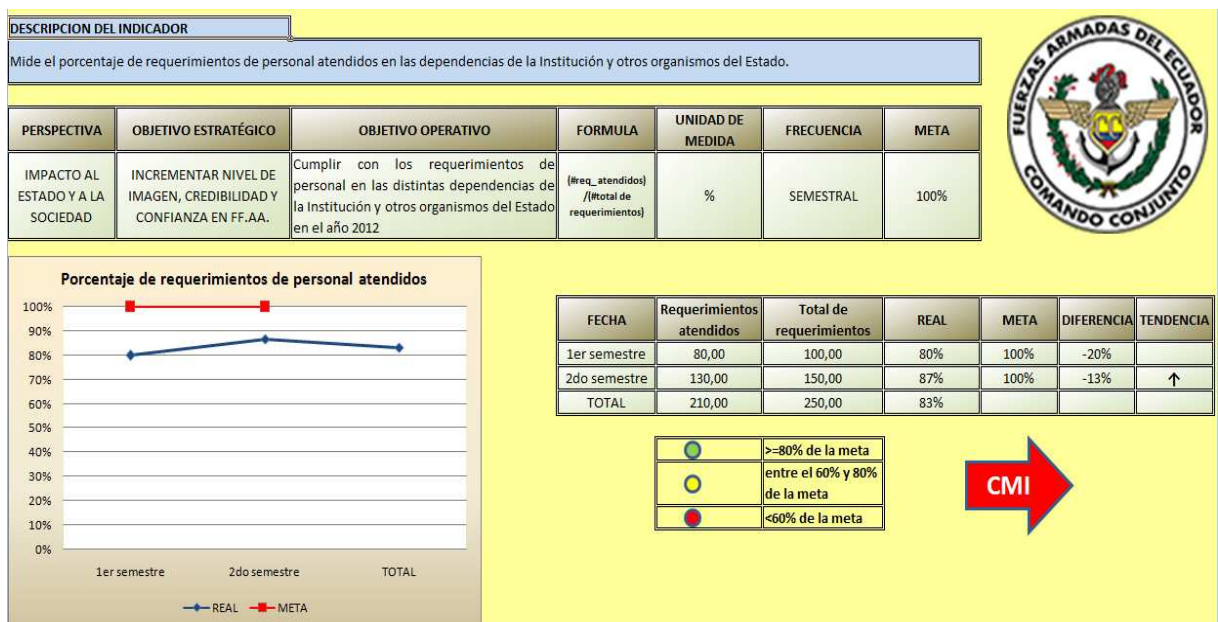 DESCRIPCION DEL INDICADOR
Mide el porcentaje de requerimientos de personal atendidos en las dependencias de la Institución y otros organismos del Estado.
FUERZAS ARMADAS DEL ECUADOR
COMANDO CONJUNTO
PERSPECTIVA OBJETIVO ESTRATÉGICO OBJETIVO OPERATIVO FORMULA UNIDAD DE MEDIDA FRECUENCIA META
IMPACTO AL
ESTADO Y A LA
SOCIEDAD
INCREMENTAR NIVEL DE
IMAGEN, CREDIBILIDAD Y
CONFIANZA EN FF.AA.
Cumplir con los requerimientos de
personal en las distintas dependencias de
la Institución y otros organismos del Estado
en el año 2012
(#req_atendidos)
/(#total de
requerimientos)
%
SEMESTRAL
100%
Porcentaje de requerimientos de personal atendidos
100%
90%
80%
70%
60%
50%
40%
30%
20%
10%
0%
1er semestre 2do semestre TOTAL
REAL META
FECHA Requerimientos atendidos Total de requerimientos REAL META DIFERENCIA TENDENCIA
1er semestre 80,00 100,00 80% 100% -20%
2do semestre 130,00 150,00 87% 100% -13% ↑
TOTAL 210,00 250,00 83%
>=80% de la meta
entre el 60% y 80%
de la meta
<60% de la meta
CMI